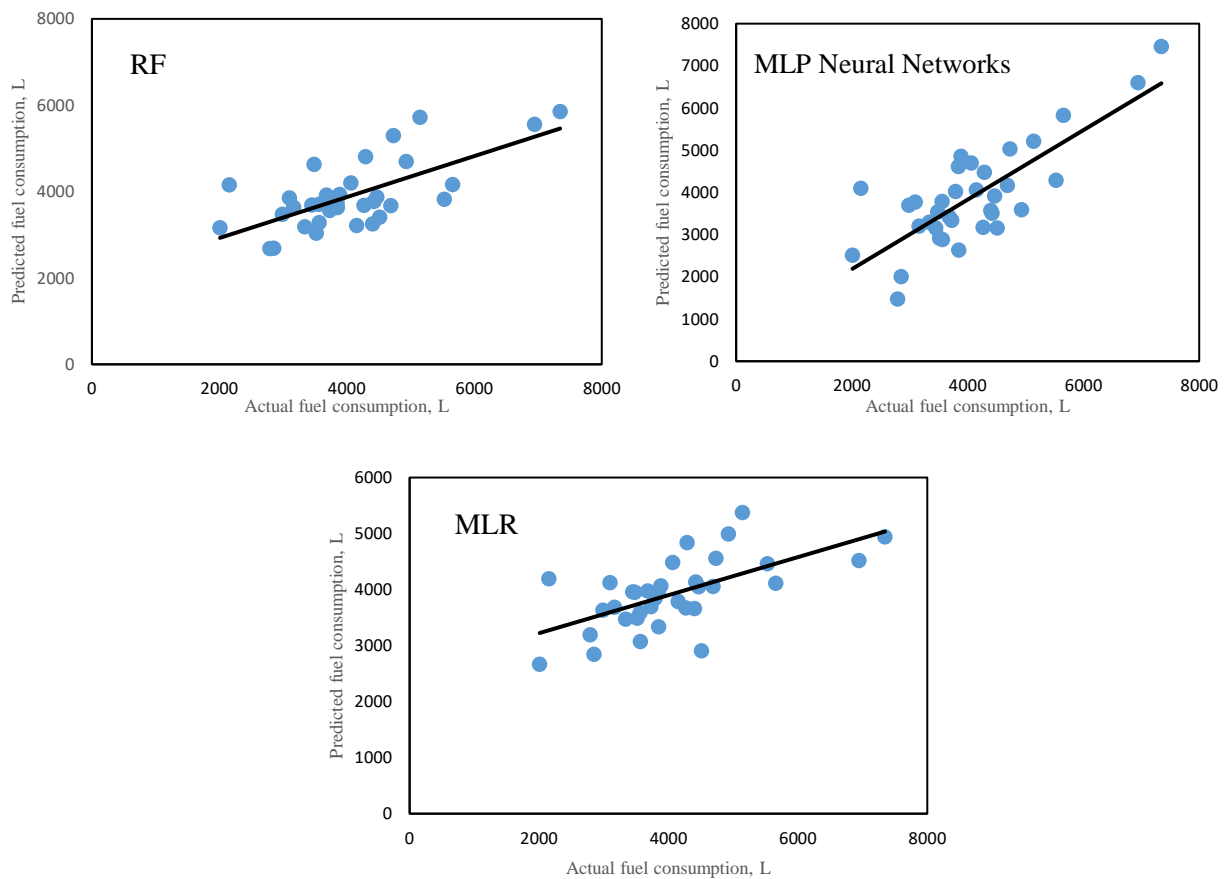 RF
Predicted fuel consumption, L
8000
6000
4000
2000
0
0 2000 4000 6000 8000
Actual fuel consumption, L
MLP Neural Networks
Predicted fuel consumption, L
8000
7000
6000
5000
4000
3000
2000
1000
0
0 2000 4000 6000 8000
Actual fuel consumption, L
MLR
Predicted fuel consumption, L
6000
5000
4000
3000
2000
1000
0
0 2000 4000 6000 8000
Actual fuel consumption, L